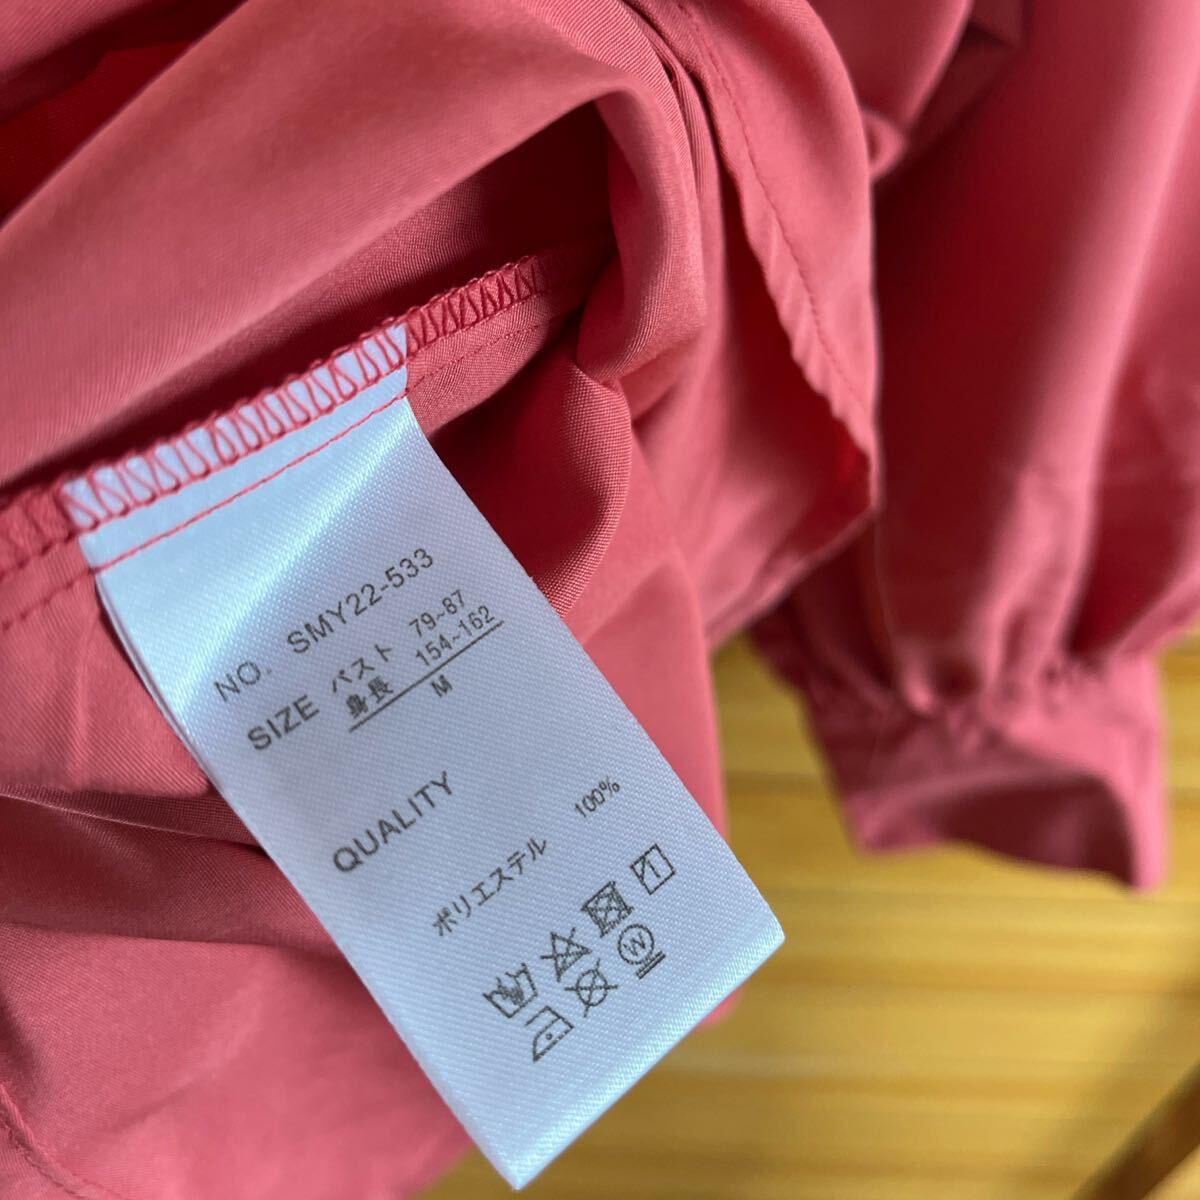 NO. SMY22-533
SIZE バスト 79-87
身長 154~162
M
QUALITY
ポリエステル 100%
W